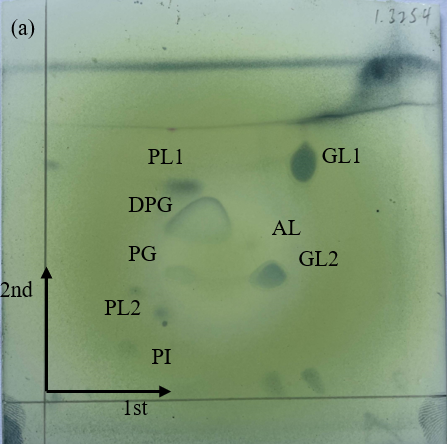 (a)
1.3254
PL1
GL1
DPG
AL
PG
GL2
2nd
PL2
PI
1st